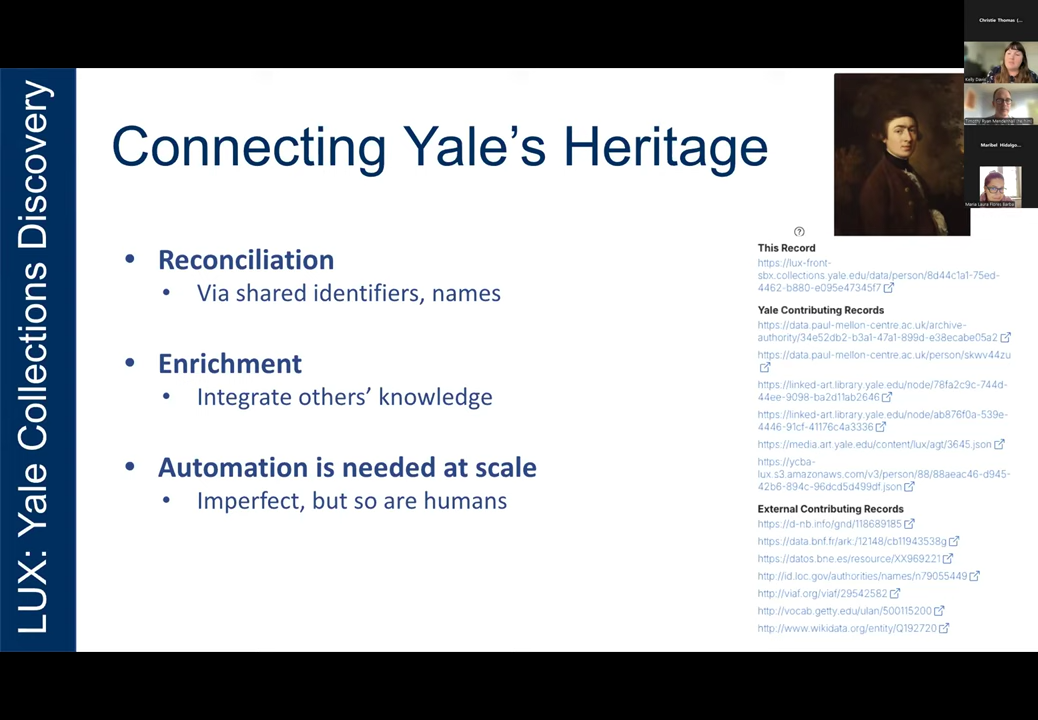 LUX: Yale Collections Discovery
Connecting Yale's Heritage
• Reconciliation
• Via shared identifiers, names
• Enrichment
• Integrate others' knowledge
• Automation is needed at scale
• Imperfect, but so are humans
?
This Record
https://lux-front-
sbx.collections.yale.edu/data/person/8d44c1a1-75ed-
4462-b880-e095e47345f7
Yale Contributing Records
https://data.paul-mellon-centre.ac.uk/archive-
authority/34e52db2-b3a1-47a1-899d-e38ecabe05a2
https://data.paul-mellon-centre.ac.uk/person/skwv44zu
https://linked-art.library.yale.edu/node/78fa2c9c-744d-
44ee-9098-ba2d11ab2646
https://linked-art.library.yale.edu/node/ab876f0a-539e-
4446-91cf-41176c4a3336
https://media.art.yale.edu/content/lux/agt/3645.json
https://ycba-
lux.s3.amazonaws.com/v3/person/88/88aeac46-d945-
42b6-894c-96dcd5d499df.json
External Contributing Records
https://d-nb.info/gnd/118689185
https://data.bnf.fr/ark:/12148/cb11943538g
https://datos.bne.es/resource/XX969221
http://id.loc.gov/authorities/names/n79055449
http://viaf.org/viaf/29542582
http://vocab.getty.edu/ulan/500115200
http://www.wikidata.org/entity/Q192720
Christie Thomas (...
Kelly Davis
Timothy Ryan
Maribel Hidalgo...
Maria Laura Flores